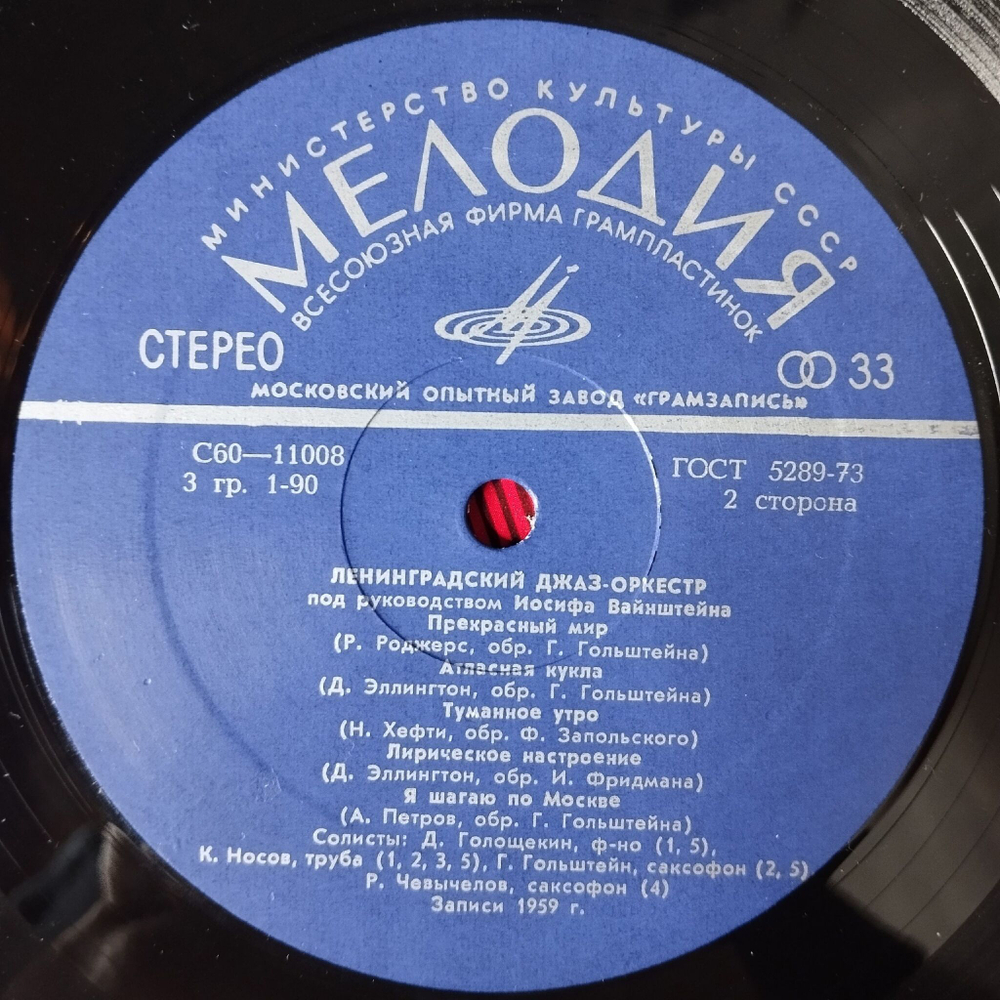 МИНИСТЕРСТВО КУЛЬТУРЫ СССР
МЕЛОДИЯ
ВСЕСОЮЗНАЯ ФИРМА ГРАМПЛАСТИНОК
СТЕРЕО
33
МОСКОВСКИЙ ОПЫТНЫЙ ЗАВОД «ГРАМЗАПИСЬ»
С60—11008
ГОСТ 5289-73
3 гр. 1-90
2 сторона
ЛЕНИНГРАДСКИЙ ДЖАЗ-ОРКЕСТР
под руководством Иосифа Вайнштейна
Прекрасный мир
(Р. Роджерс, обр. Г. Гольштейна)
Атласная кукла
(Д. Эллингтон, обр. Г. Гольштейна)
Туманное утро
(Н. Хефти, обр. Ф. Запольского)
Лирическое настроение
(Д. Эллингтон, обр. И. Фридмана)
Я шагаю по Москве
(А. Петров, обр. Г. Гольштейна)
Солисты: Д. Голощекин, ф-но (1, 5),
К. Носов, труба (1, 2, 3, 5), Г. Гольштейн, саксофон (2, 5)
Р. Чевычелов, саксофон (4)
Записи 1959 г.